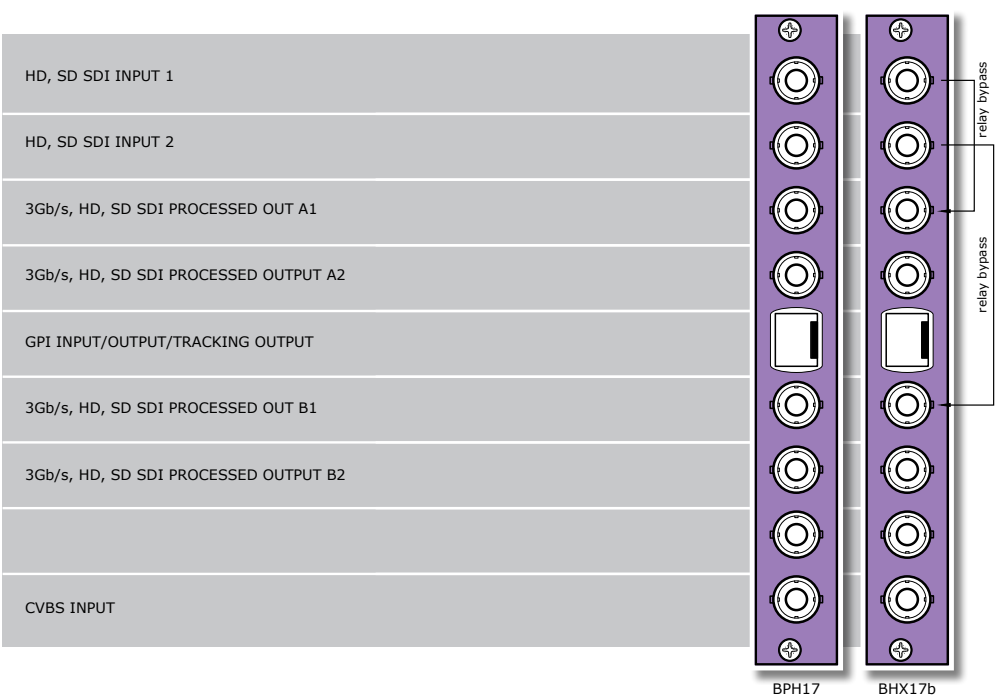 HD, SD SDI INPUT 1
HD, SD SDI INPUT 2
3Gb/s, HD, SD SDI PROCESSED OUT A1
3Gb/s, HD, SD SDI PROCESSED OUTPUT A2
GPI INPUT/OUTPUT/TRACKING OUTPUT
3Gb/s, HD, SD SDI PROCESSED OUT B1
3Gb/s, HD, SD SDI PROCESSED OUTPUT B2
CVBS INPUT
relay bypass
relay bypass
BPH17
BHX17b